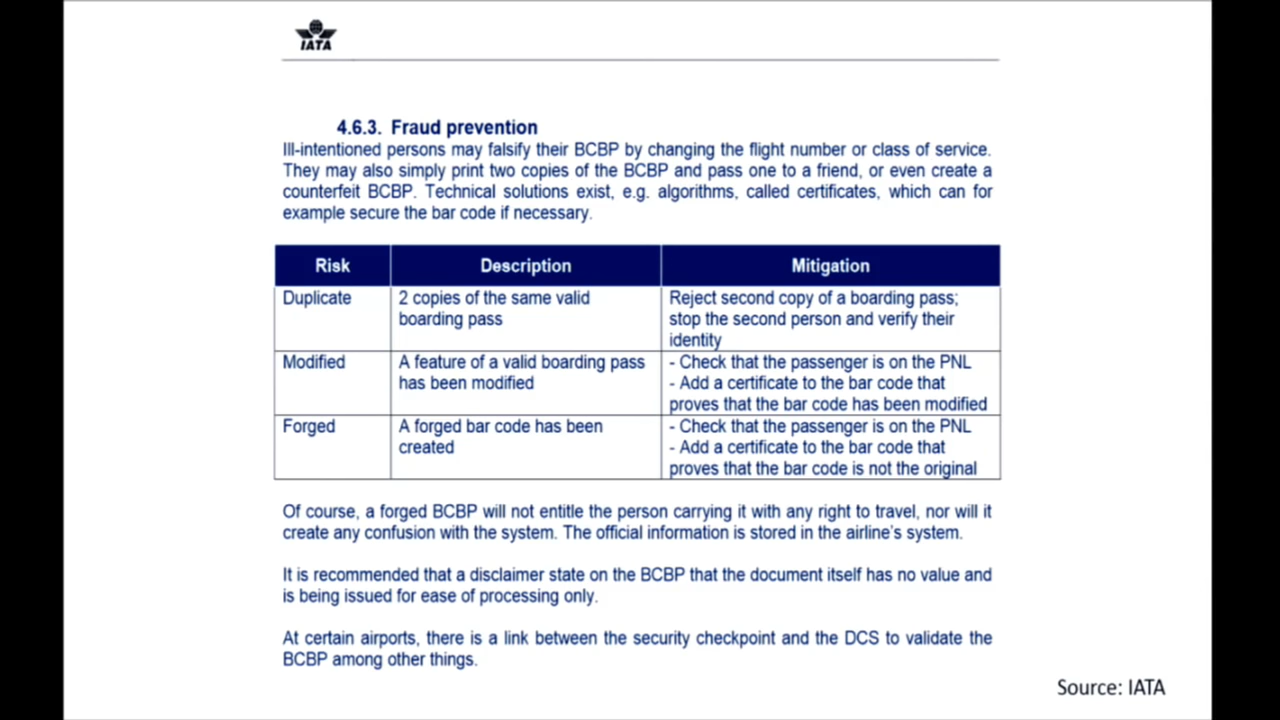 IATA
4.6.3. Fraud prevention
Ill-intentioned persons may falsify their BCBP by changing the flight number or class of service.
They may also simply print two copies of the BCBP and pass one to a friend, or even create a
counterfeit BCBP. Technical solutions exist, e.g. algorithms, called certificates, which can for
example secure the bar code if necessary.
Risk Description Mitigation
Duplicate 2 copies of the same valid Reject second copy of a boarding pass;
boarding pass stop the second person and verify their
identity
Modified A feature of a valid boarding pass - Check that the passenger is on the PNL
has been modified - Add a certificate to the bar code that
proves that the bar code has been modified
Forged A forged bar code has been - Check that the passenger is on the PNL
created - Add a certificate to the bar code that
proves that the bar code is not the original
Of course, a forged BCBP will not entitle the person carrying it with any right to travel, nor will it
create any confusion with the system. The official information is stored in the airline's system.
It is recommended that a disclaimer state on the BCBP that the document itself has no value and
is being issued for ease of processing only.
At certain airports, there is a link between the security checkpoint and the DCS to validate the
BCBP among other things.
Source: IATA